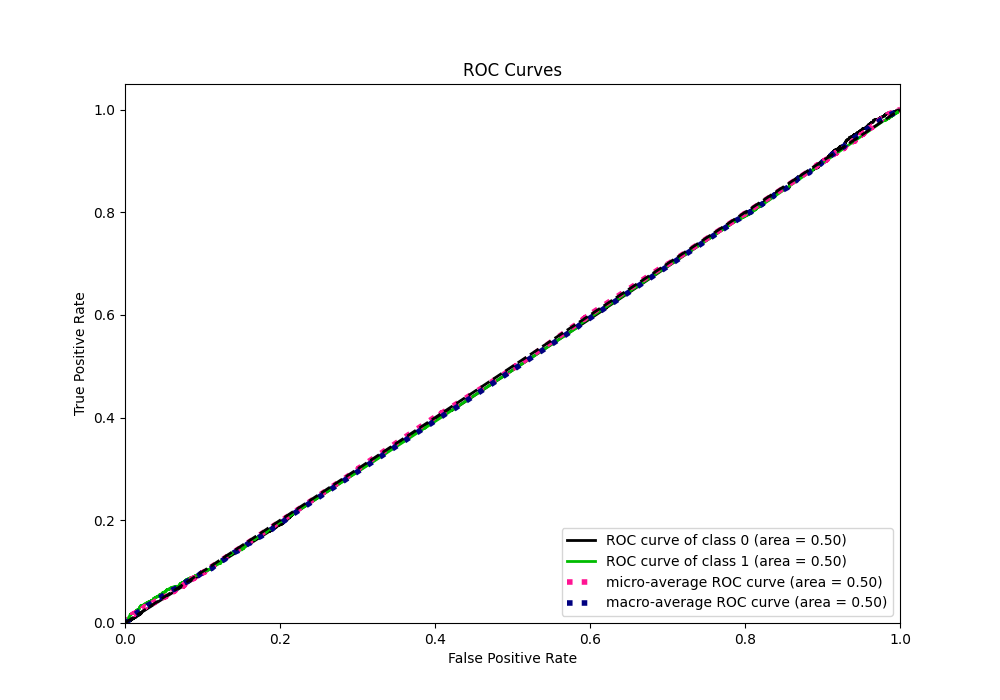 ROC Curves
1.0
0.8
0.6
0.4
0.2
0.0
True Positive Rate
ROC curve of class 0 (area = 0.50)
ROC curve of class 1 (area = 0.50)
micro-average ROC curve (area = 0.50)
macro-average ROC curve (area = 0.50)
0.0 0.2 0.4 0.6 0.8 1.0
False Positive Rate